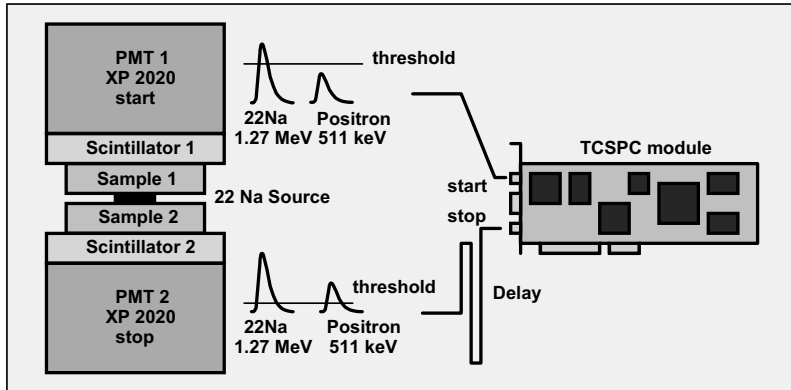 PMT 1
XP 2020
start
Scintillator 1
Sample 1
22 Na Source
Sample 2
Scintillator 2
PMT 2
XP 2020
stop
threshold
22Na Positron
1.27 MeV 511 keV
threshold
22Na Positron
1.27 MeV 511 keV
TCSPC module
start
stop
Delay